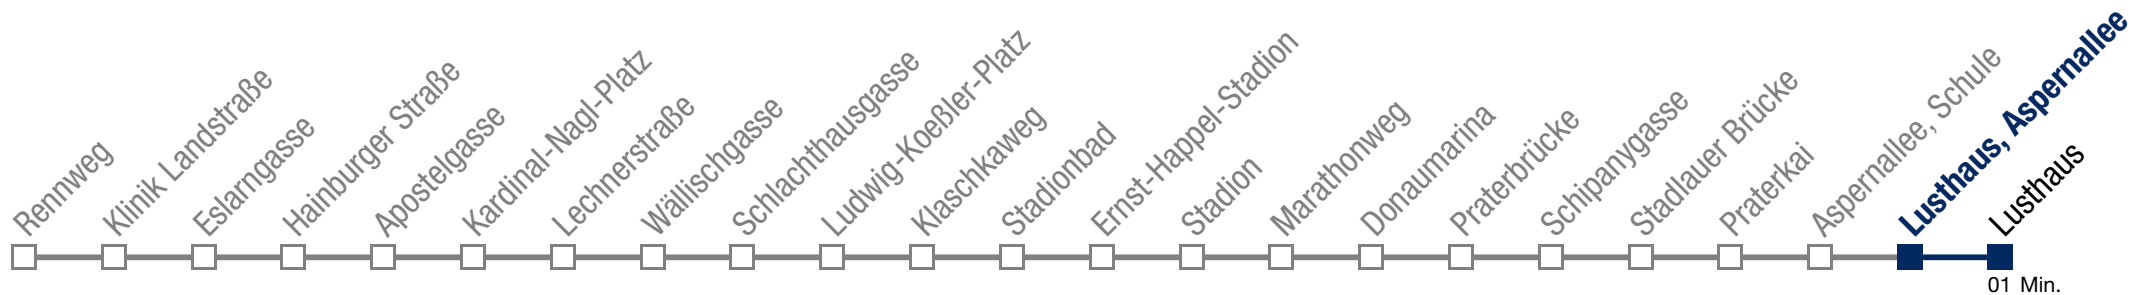 Rennweg
Klinik Landstraße
Eslarngasse
Hainburger Straße
Apostelgasse
Kardinal-Nagl-Platz
Lechnerstraße
Wällischgasse
Schlachthausgasse
Ludwig-Koeßler-Platz
Klaschkaweg
Stadionbad
Ernst-Happel-Stadion
Stadion
Marathonweg
Donaumarina
Praterbrücke
Schipanygasse
Stadlauer Brücke
Praterkai
Aspernallee, Schule
Lusthaus, Aspernallee
Lusthaus
01 Min.